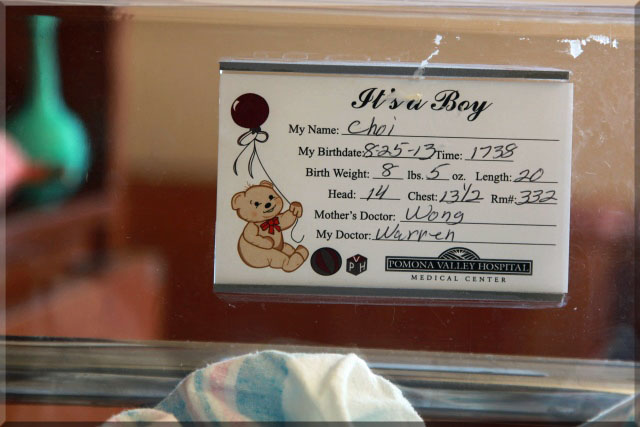 It's a Boy
My Name: Choi
My Birthdate: 8-25-13 Time: 1738
Birth Weight: 8 lbs. 5 oz. Length: 20
Head: 14 Chest: 13 1/2 Rm#: 332
Mother's Doctor: Wong
My Doctor: Warren
VPH
POMONA VALLEY HOSPITAL
MEDICAL CENTER